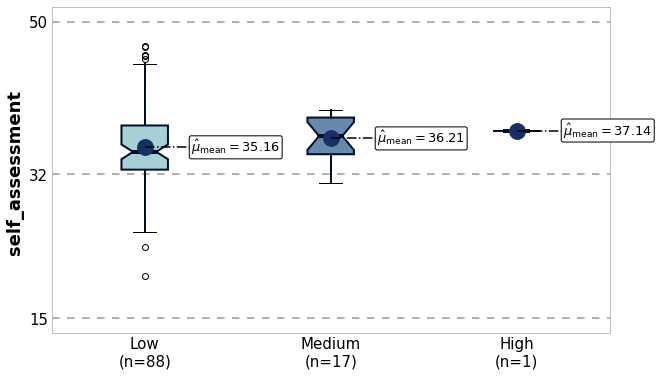 self_assessment
50
32
15
μ̂mean = 35.16
μ̂mean = 36.21
μ̂mean = 37.14
Low
(n=88)
Medium
(n=17)
High
(n=1)